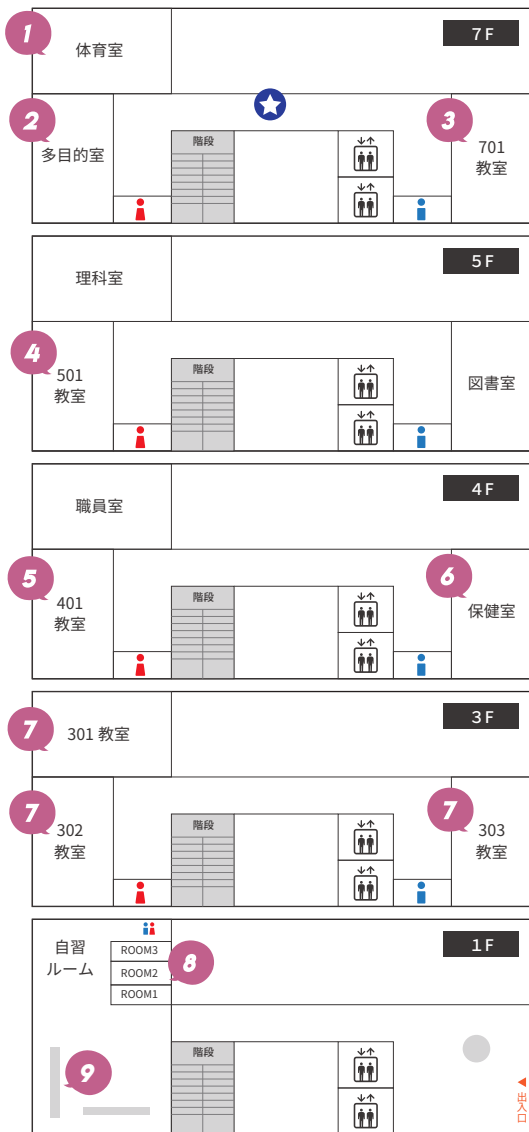 1
体育室
7F
2
多目的室
階段
3
701
教室
5F
理科室
4
501
教室
階段
図書室
4F
職員室
5
401
教室
階段
6
保健室
3F
7
301 教室
7
302
教室
階段
7
303
教室
1F
自習
ルーム
ROOM3
ROOM2
ROOM1
8
9
階段
出入口